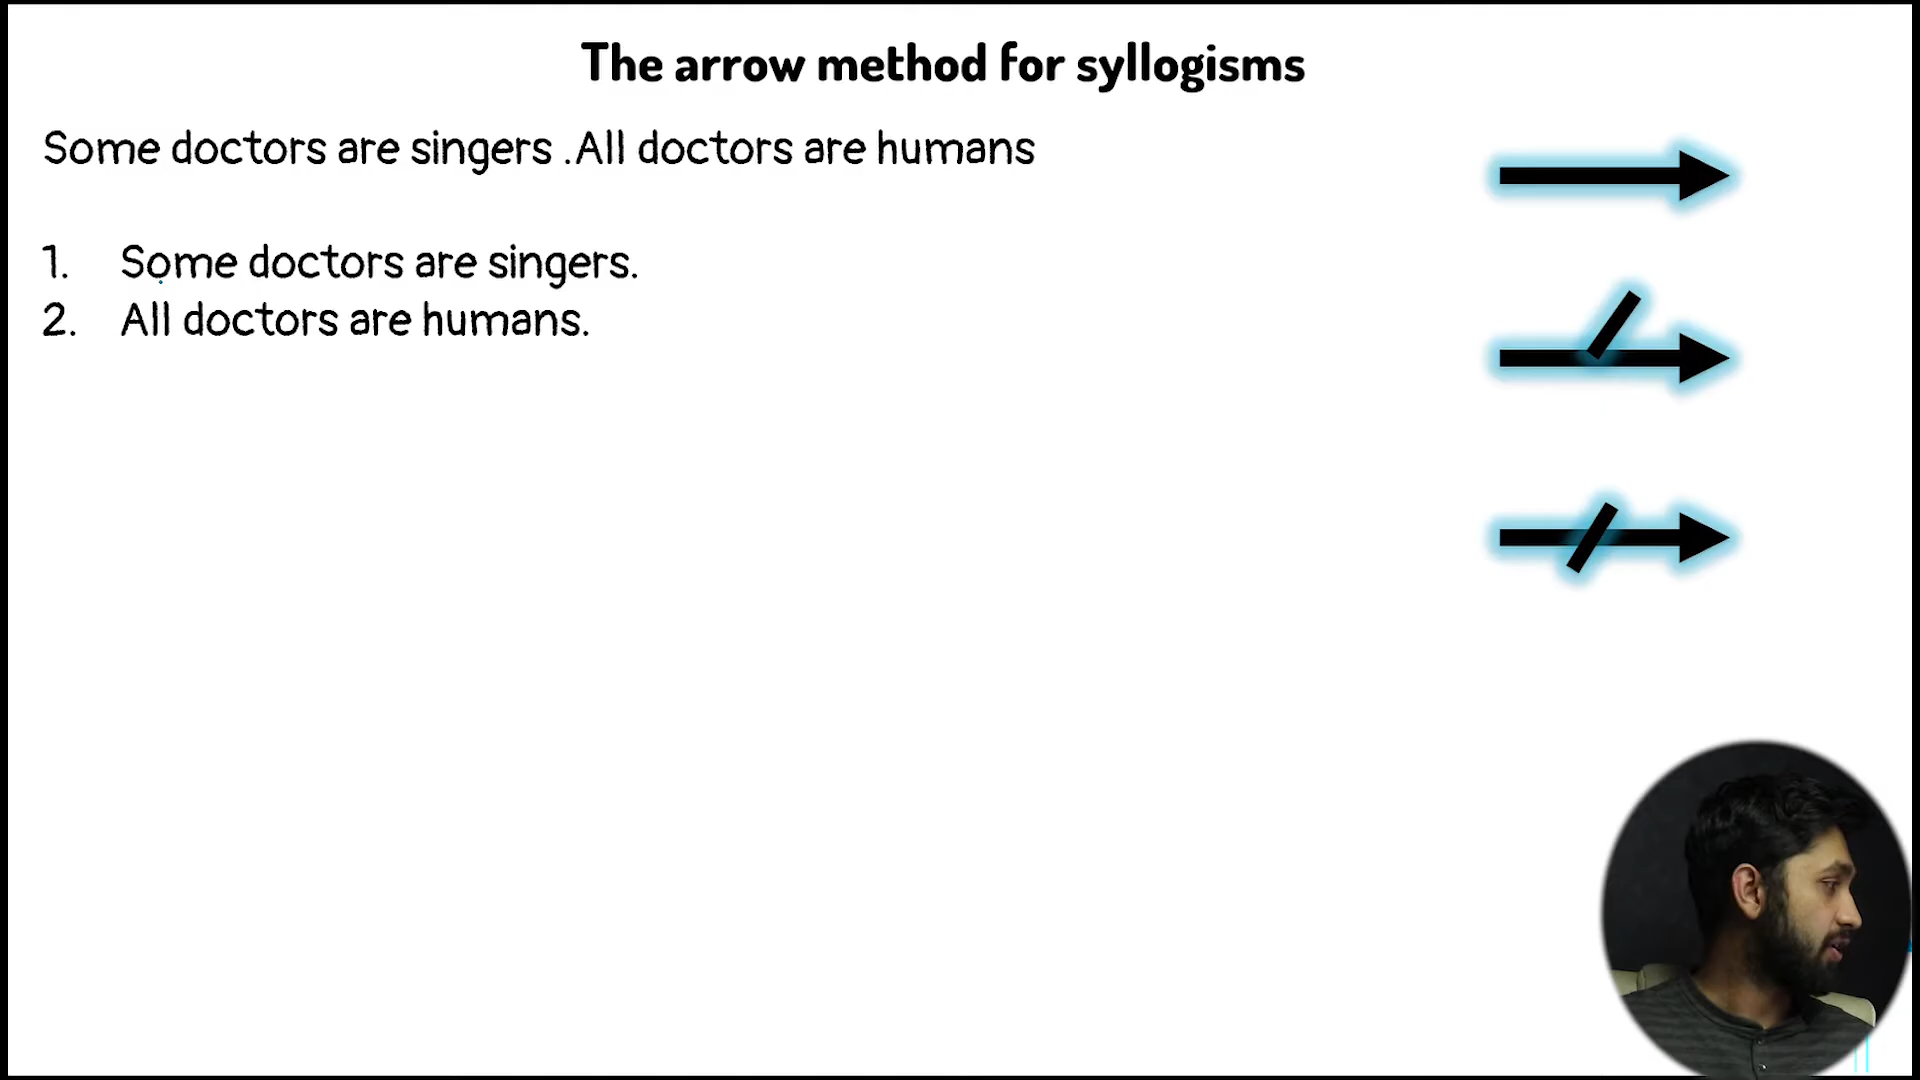 The arrow method for syllogisms
Some doctors are singers .All doctors are humans
1. Some doctors are singers.
2. All doctors are humans.